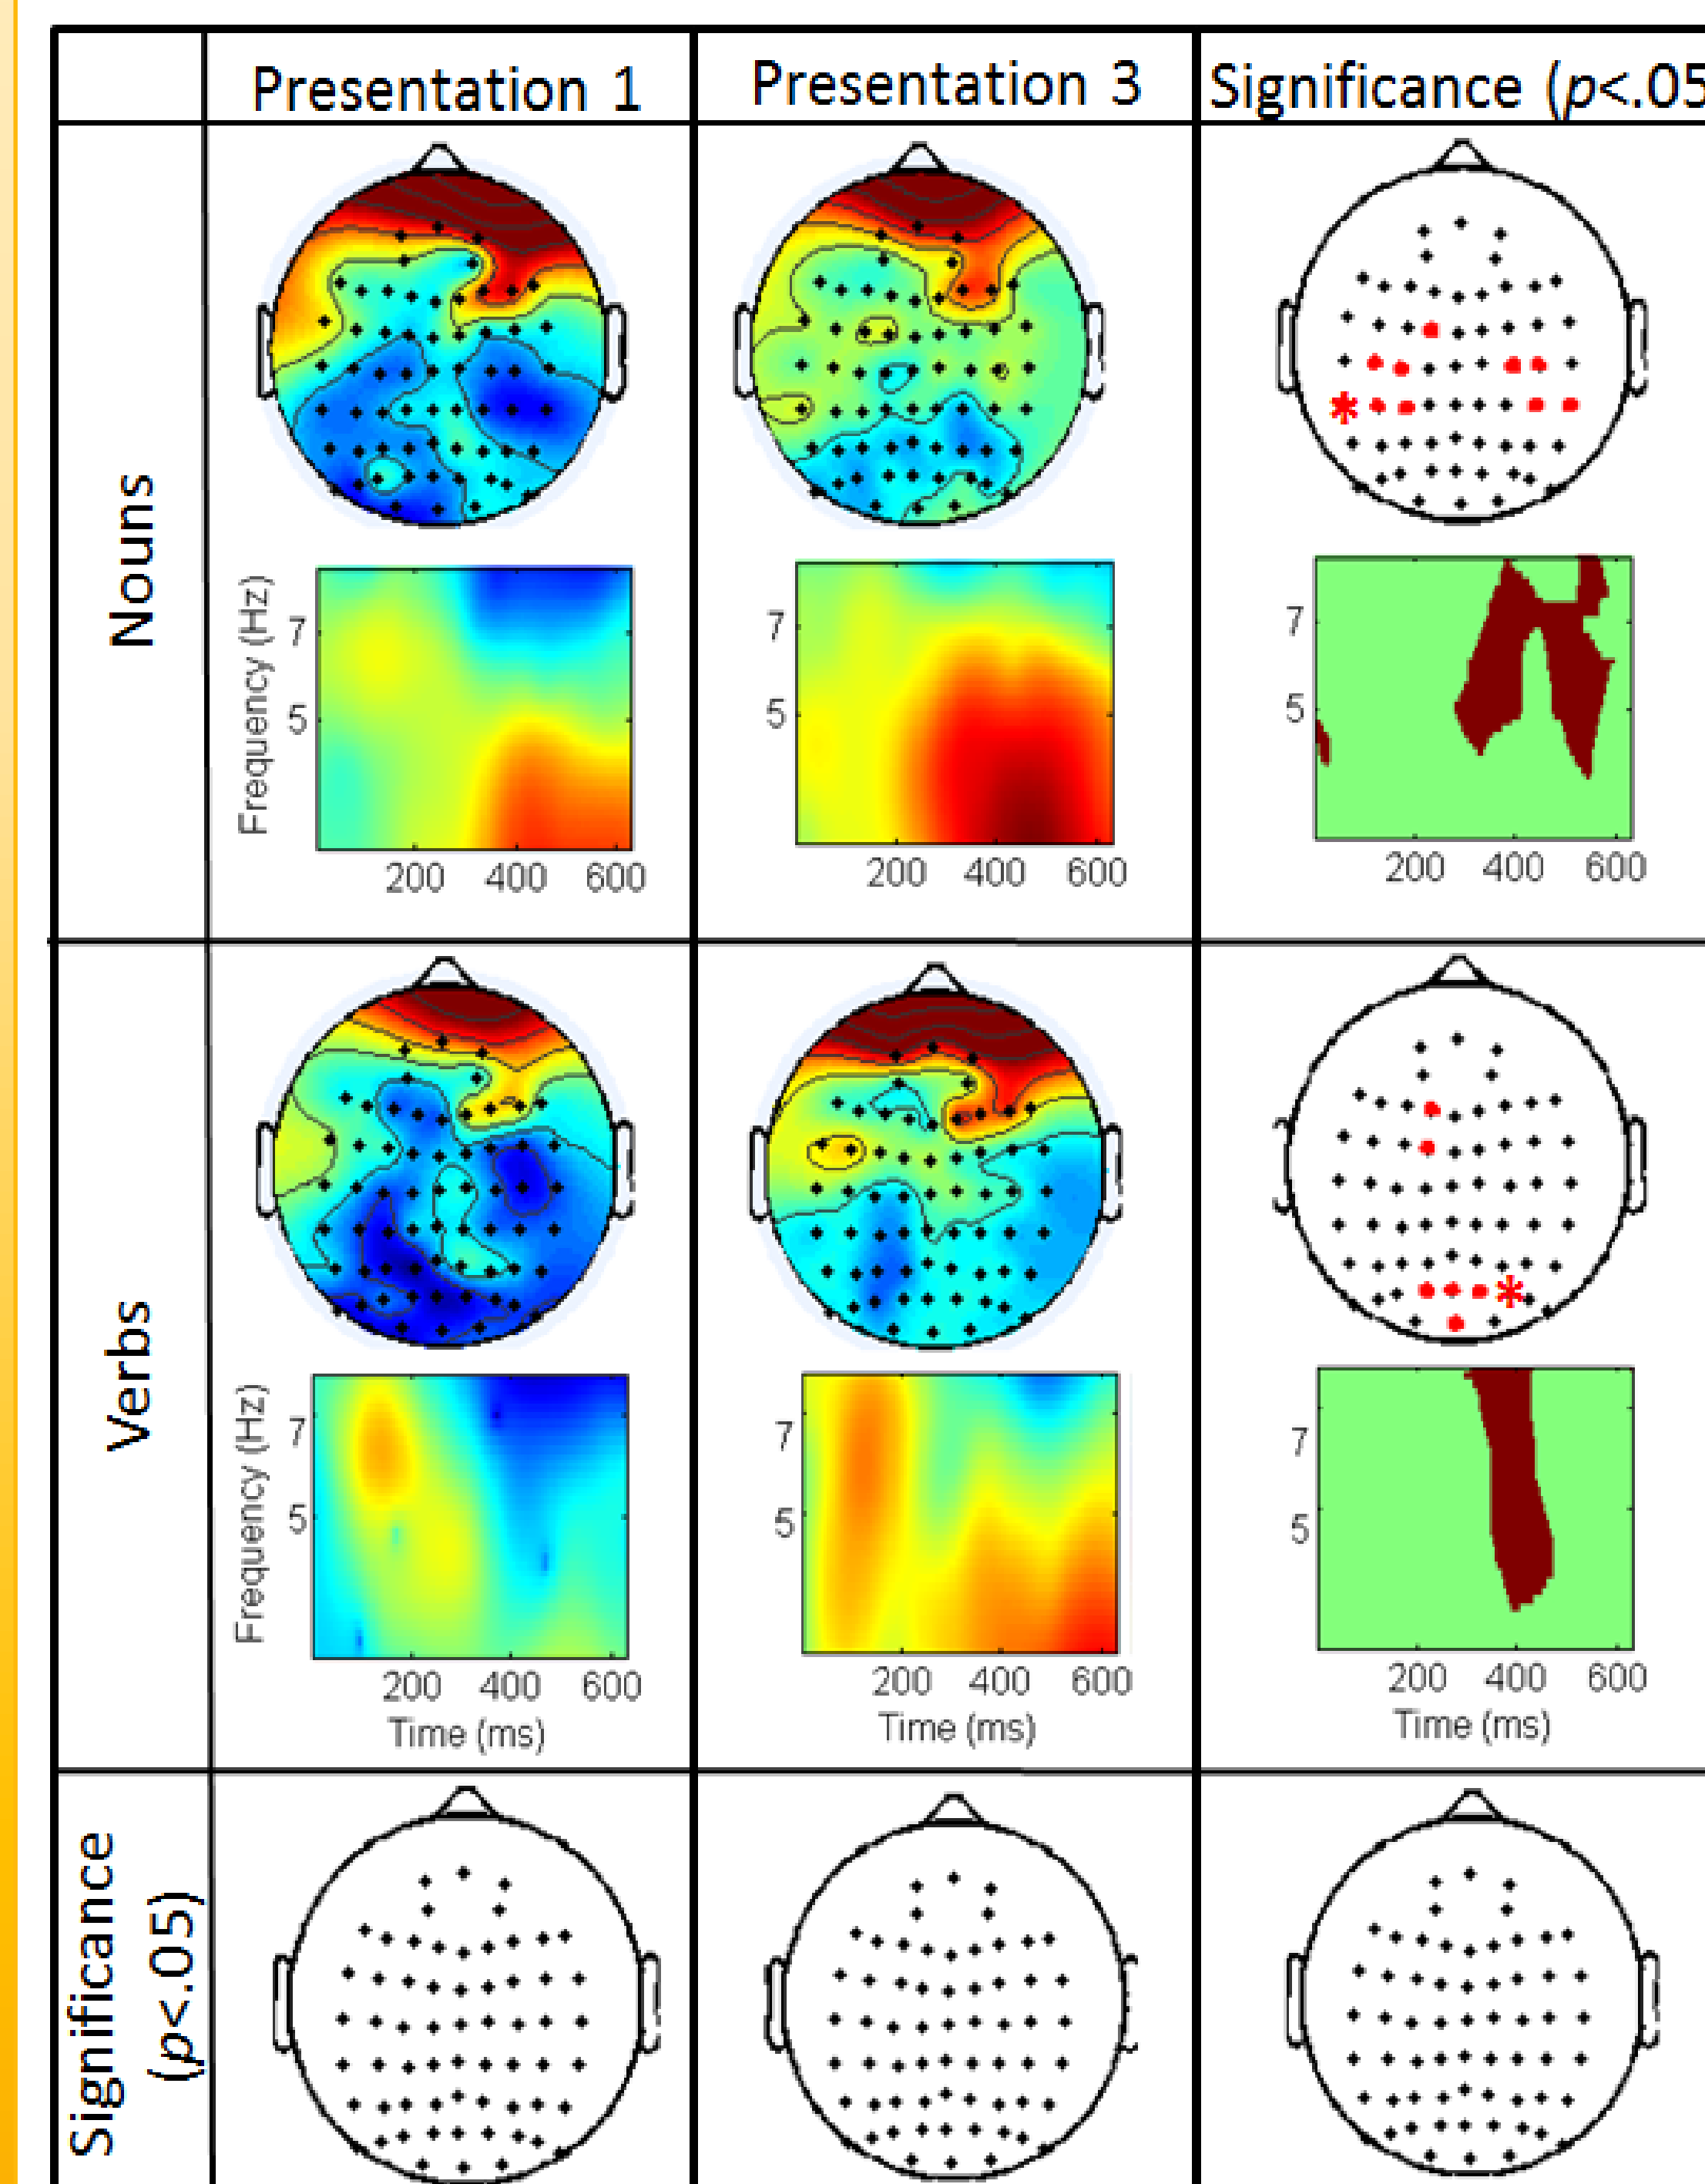 Presentation 1
Presentation 3
Significance (p<.05
Nouns
Frequency (Hz)
7
5
200 400 600
7
5
200 400 600
7
5
200 400 600
*
Verbs
Frequency (Hz)
7
5
200 400 600
Time (ms)
7
5
200 400 600
Time (ms)
*
7
5
200 400 600
Time (ms)
Significance
(p<.05)